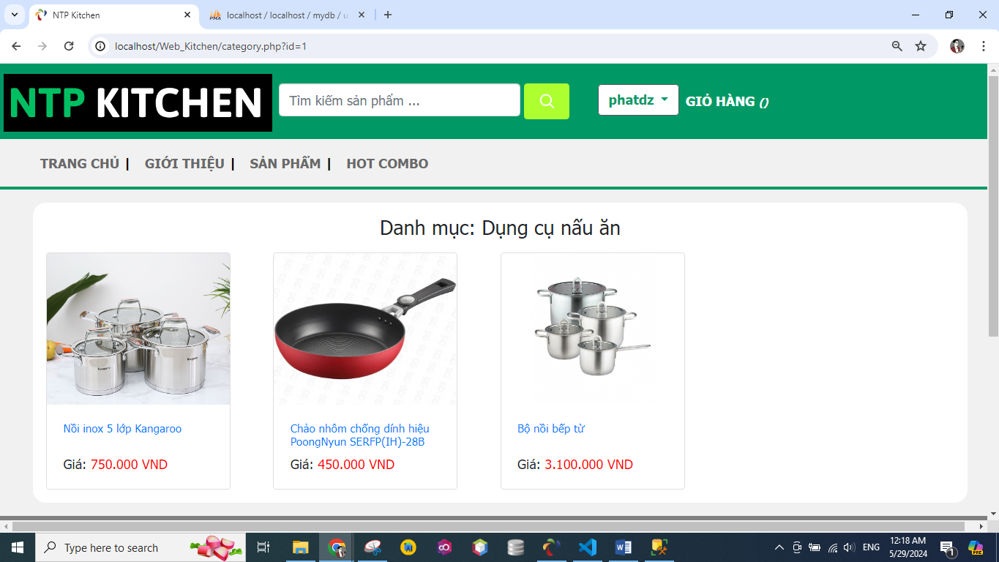 NTP Kitchen
localhost / localhost / mydb / u
localhost/Web_Kitchen/category.php?id=1
NTP KITCHEN
Tìm kiếm sản phẩm ...
phatdz
GIỎ HÀNG ()
TRANG CHỦ | GIỚI THIỆU | SẢN PHẨM | HOT COMBO
Danh mục: Dụng cụ nấu ăn
Nồi inox 5 lớp Kangaroo
Giá: 750.000 VND
Chảo nhôm chống dính hiệu
PoongNyun SERFP(IH)-28B
Giá: 450.000 VND
Bộ nồi bếp từ
Giá: 3.100.000 VND
Type here to search
ENG
12:18 AM
5/29/2024
1